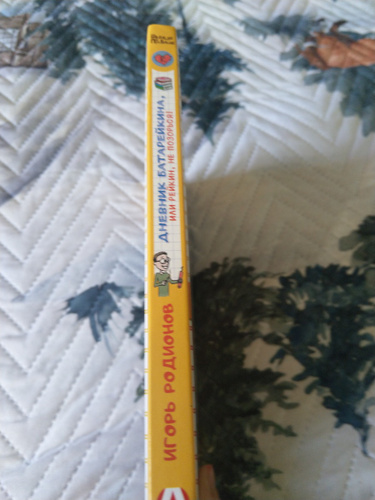 ИГОРЬ РОДИОНОВ
ДНЕВНИК БАТАРЕЙКИНА,
ИЛИ РЕЙКИН, НЕ ПОЗОРЬСЯ!